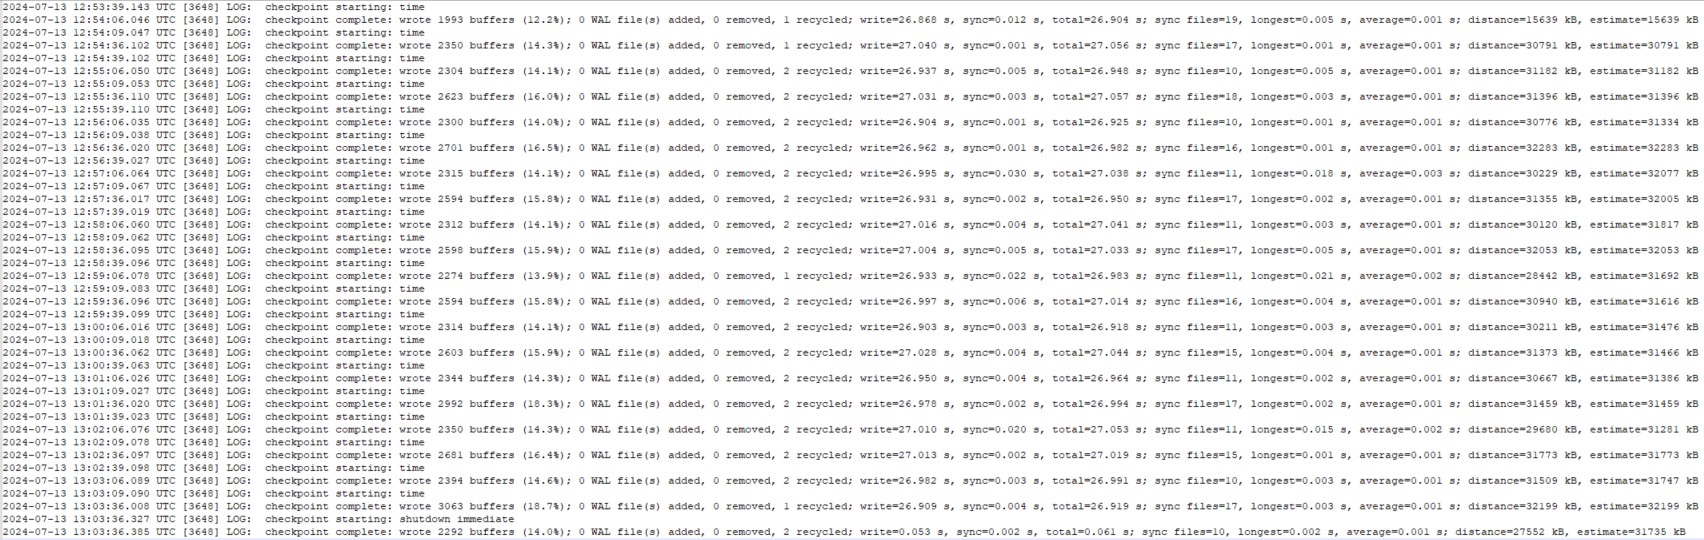 2024-07-13 12:53:39.143 UTC [3648] LOG:  checkpoint starting: time
2024-07-13 12:54:06.046 UTC [3648] LOG:  checkpoint complete: wrote 1993 buffers (12.2%); 0 WAL file(s) added, 0 removed, 1 recycled; write=26.868 s, sync=0.012 s, total=26.904 s; sync files=19, longest=0.005 s, average=0.001 s; distance=15639 kB, estimate=15639 kB
2024-07-13 12:54:09.047 UTC [3648] LOG:  checkpoint starting: time
2024-07-13 12:54:36.102 UTC [3648] LOG:  checkpoint complete: wrote 2350 buffers (14.3%); 0 WAL file(s) added, 0 removed, 1 recycled; write=27.040 s, sync=0.001 s, total=27.056 s; sync files=17, longest=0.001 s, average=0.001 s; distance=30791 kB, estimate=30791 kB
2024-07-13 12:54:39.102 UTC [3648] LOG:  checkpoint starting: time
2024-07-13 12:55:06.050 UTC [3648] LOG:  checkpoint complete: wrote 2304 buffers (14.1%); 0 WAL file(s) added, 0 removed, 2 recycled; write=26.937 s, sync=0.005 s, total=26.948 s; sync files=10, longest=0.005 s, average=0.001 s; distance=31182 kB, estimate=31182 kB
2024-07-13 12:55:09.053 UTC [3648] LOG:  checkpoint starting: time
2024-07-13 12:55:36.110 UTC [3648] LOG:  checkpoint complete: wrote 2623 buffers (16.0%); 0 WAL file(s) added, 0 removed, 2 recycled; write=27.031 s, sync=0.003 s, total=27.057 s; sync files=18, longest=0.003 s, average=0.001 s; distance=31396 kB, estimate=31396 kB
2024-07-13 12:55:39.110 UTC [3648] LOG:  checkpoint starting: time
2024-07-13 12:56:06.035 UTC [3648] LOG:  checkpoint complete: wrote 2300 buffers (14.0%); 0 WAL file(s) added, 0 removed, 2 recycled; write=26.904 s, sync=0.001 s, total=26.925 s; sync files=10, longest=0.001 s, average=0.001 s; distance=30776 kB, estimate=31334 kB
2024-07-13 12:56:09.038 UTC [3648] LOG:  checkpoint starting: time
2024-07-13 12:56:36.020 UTC [3648] LOG:  checkpoint complete: wrote 2701 buffers (16.5%); 0 WAL file(s) added, 0 removed, 2 recycled; write=26.962 s, sync=0.001 s, total=26.982 s; sync files=16, longest=0.001 s, average=0.001 s; distance=32283 kB, estimate=32283 kB
2024-07-13 12:56:39.027 UTC [3648] LOG:  checkpoint starting: time
2024-07-13 12:57:06.064 UTC [3648] LOG:  checkpoint complete: wrote 2315 buffers (14.1%); 0 WAL file(s) added, 0 removed, 2 recycled; write=26.995 s, sync=0.030 s, total=27.038 s; sync files=11, longest=0.018 s, average=0.003 s; distance=30229 kB, estimate=32077 kB
2024-07-13 12:57:09.067 UTC [3648] LOG:  checkpoint starting: time
2024-07-13 12:57:36.017 UTC [3648] LOG:  checkpoint complete: wrote 2594 buffers (15.8%); 0 WAL file(s) added, 0 removed, 2 recycled; write=26.931 s, sync=0.002 s, total=26.950 s; sync files=17, longest=0.002 s, average=0.001 s; distance=31355 kB, estimate=32005 kB
2024-07-13 12:57:39.019 UTC [3648] LOG:  checkpoint starting: time
2024-07-13 12:58:06.060 UTC [3648] LOG:  checkpoint complete: wrote 2312 buffers (14.1%); 0 WAL file(s) added, 0 removed, 2 recycled; write=27.016 s, sync=0.004 s, total=27.041 s; sync files=11, longest=0.003 s, average=0.001 s; distance=30120 kB, estimate=31817 kB
2024-07-13 12:58:09.062 UTC [3648] LOG:  checkpoint starting: time
2024-07-13 12:58:36.095 UTC [3648] LOG:  checkpoint complete: wrote 2598 buffers (15.9%); 0 WAL file(s) added, 0 removed, 2 recycled; write=27.004 s, sync=0.005 s, total=27.033 s; sync files=17, longest=0.005 s, average=0.001 s; distance=32053 kB, estimate=32053 kB
2024-07-13 12:58:39.096 UTC [3648] LOG:  checkpoint starting: time
2024-07-13 12:59:06.078 UTC [3648] LOG:  checkpoint complete: wrote 2274 buffers (13.9%); 0 WAL file(s) added, 0 removed, 1 recycled; write=26.933 s, sync=0.022 s, total=26.983 s; sync files=11, longest=0.021 s, average=0.002 s; distance=28442 kB, estimate=31692 kB
2024-07-13 12:59:09.083 UTC [3648] LOG:  checkpoint starting: time
2024-07-13 12:59:36.096 UTC [3648] LOG:  checkpoint complete: wrote 2594 buffers (15.8%); 0 WAL file(s) added, 0 removed, 2 recycled; write=26.997 s, sync=0.006 s, total=27.014 s; sync files=16, longest=0.004 s, average=0.001 s; distance=30940 kB, estimate=31616 kB
2024-07-13 12:59:39.099 UTC [3648] LOG:  checkpoint starting: time
2024-07-13 13:00:06.016 UTC [3648] LOG:  checkpoint complete: wrote 2314 buffers (14.1%); 0 WAL file(s) added, 0 removed, 2 recycled; write=26.903 s, sync=0.003 s, total=26.918 s; sync files=11, longest=0.003 s, average=0.001 s; distance=30211 kB, estimate=31476 kB
2024-07-13 13:00:09.018 UTC [3648] LOG:  checkpoint starting: time
2024-07-13 13:00:36.062 UTC [3648] LOG:  checkpoint complete: wrote 2603 buffers (15.9%); 0 WAL file(s) added, 0 removed, 2 recycled; write=27.028 s, sync=0.004 s, total=27.044 s; sync files=15, longest=0.004 s, average=0.001 s; distance=31373 kB, estimate=31466 kB
2024-07-13 13:00:39.063 UTC [3648] LOG:  checkpoint starting: time
2024-07-13 13:01:06.026 UTC [3648] LOG:  checkpoint complete: wrote 2344 buffers (14.3%); 0 WAL file(s) added, 0 removed, 2 recycled; write=26.950 s, sync=0.004 s, total=26.964 s; sync files=11, longest=0.002 s, average=0.001 s; distance=30667 kB, estimate=31386 kB
2024-07-13 13:01:09.027 UTC [3648] LOG:  checkpoint starting: time
2024-07-13 13:01:36.020 UTC [3648] LOG:  checkpoint complete: wrote 2992 buffers (18.3%); 0 WAL file(s) added, 0 removed, 2 recycled; write=26.978 s, sync=0.002 s, total=26.994 s; sync files=17, longest=0.002 s, average=0.001 s; distance=31459 kB, estimate=31459 kB
2024-07-13 13:01:39.023 UTC [3648] LOG:  checkpoint starting: time
2024-07-13 13:02:06.076 UTC [3648] LOG:  checkpoint complete: wrote 2350 buffers (14.3%); 0 WAL file(s) added, 0 removed, 2 recycled; write=27.010 s, sync=0.020 s, total=27.053 s; sync files=11, longest=0.015 s, average=0.002 s; distance=29680 kB, estimate=31281 kB
2024-07-13 13:02:09.078 UTC [3648] LOG:  checkpoint starting: time
2024-07-13 13:02:36.097 UTC [3648] LOG:  checkpoint complete: wrote 2681 buffers (16.4%); 0 WAL file(s) added, 0 removed, 2 recycled; write=27.013 s, sync=0.002 s, total=27.019 s; sync files=15, longest=0.001 s, average=0.001 s; distance=31773 kB, estimate=31773 kB
2024-07-13 13:02:39.098 UTC [3648] LOG:  checkpoint starting: time
2024-07-13 13:03:06.089 UTC [3648] LOG:  checkpoint complete: wrote 2394 buffers (14.6%); 0 WAL file(s) added, 0 removed, 2 recycled; write=26.982 s, sync=0.003 s, total=26.991 s; sync files=10, longest=0.003 s, average=0.001 s; distance=31509 kB, estimate=31747 kB
2024-07-13 13:03:09.090 UTC [3648] LOG:  checkpoint starting: time
2024-07-13 13:03:36.008 UTC [3648] LOG:  checkpoint complete: wrote 3063 buffers (18.7%); 0 WAL file(s) added, 0 removed, 1 recycled; write=26.909 s, sync=0.004 s, total=26.919 s; sync files=17, longest=0.001 s, average=0.001 s; distance=32199 kB, estimate=32199 kB
2024-07-13 13:03:36.327 UTC [3648] LOG:  checkpoint starting: shutdown immediate
2024-07-13 13:03:36.385 UTC [3648] LOG:  checkpoint complete: wrote 2292 buffers (14.0%); 0 WAL file(s) added, 0 removed, 2 recycled; write=0.053 s, sync=0.002 s, total=0.061 s; sync files=10, longest=0.002 s, average=0.001 s; distance=27552 kB, estimate=31735 kB